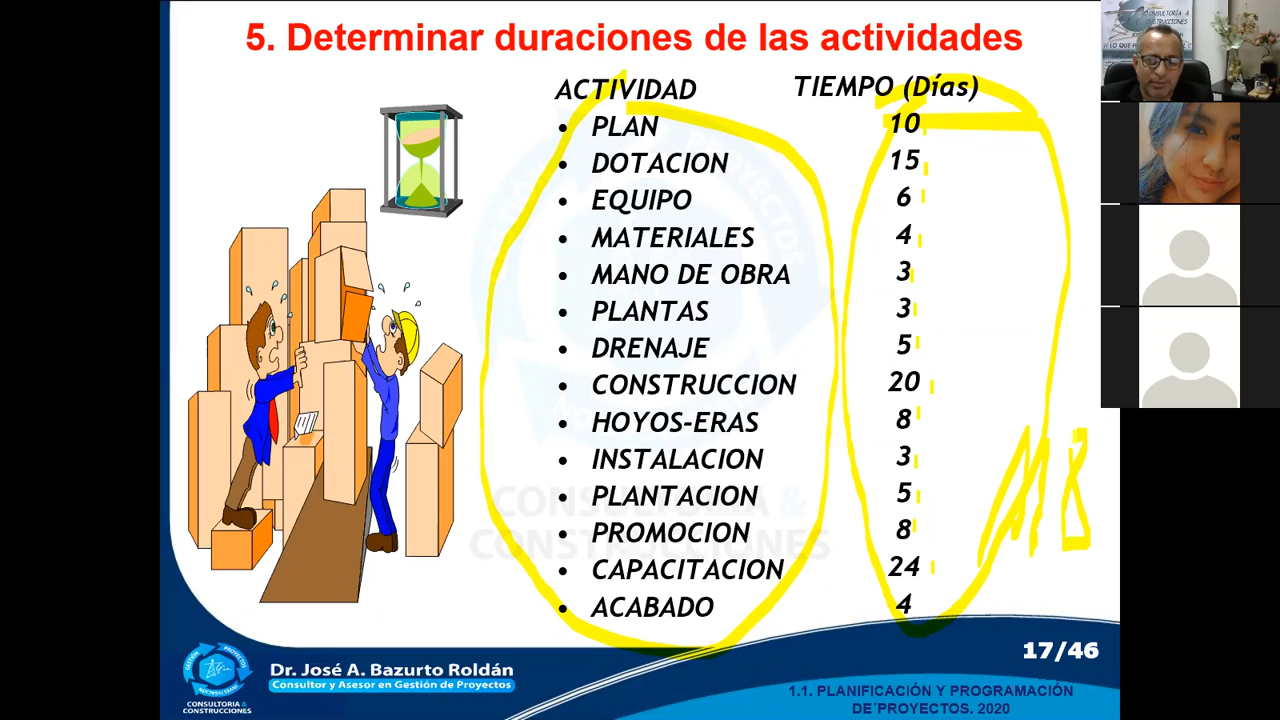 5. Determinar duraciones de las actividades
ACTIVIDAD TIEMPO (Días)
• PLAN 10
• DOTACION 15
• EQUIPO 6
• MATERIALES 4
• MANO DE OBRA 3
• PLANTAS 3
• DRENAJE 5
• CONSTRUCCION 20
• HOYOS-ERAS 8
• INSTALACION 3
• PLANTACION 5
• PROMOCION 8
• CAPACITACION 24
• ACABADO 4
CONSULTORIA &
CONSTRUCCIONES
17/46
Dr. José A. Bazurto Roldán
Consultor y Asesor en Gestión de Proyectos
CONSULTORIA &
CONSTRUCCIONES
1.1. PLANIFICACIÓN Y PROGRAMACIÓN
DE´PROYECTOS. 2020